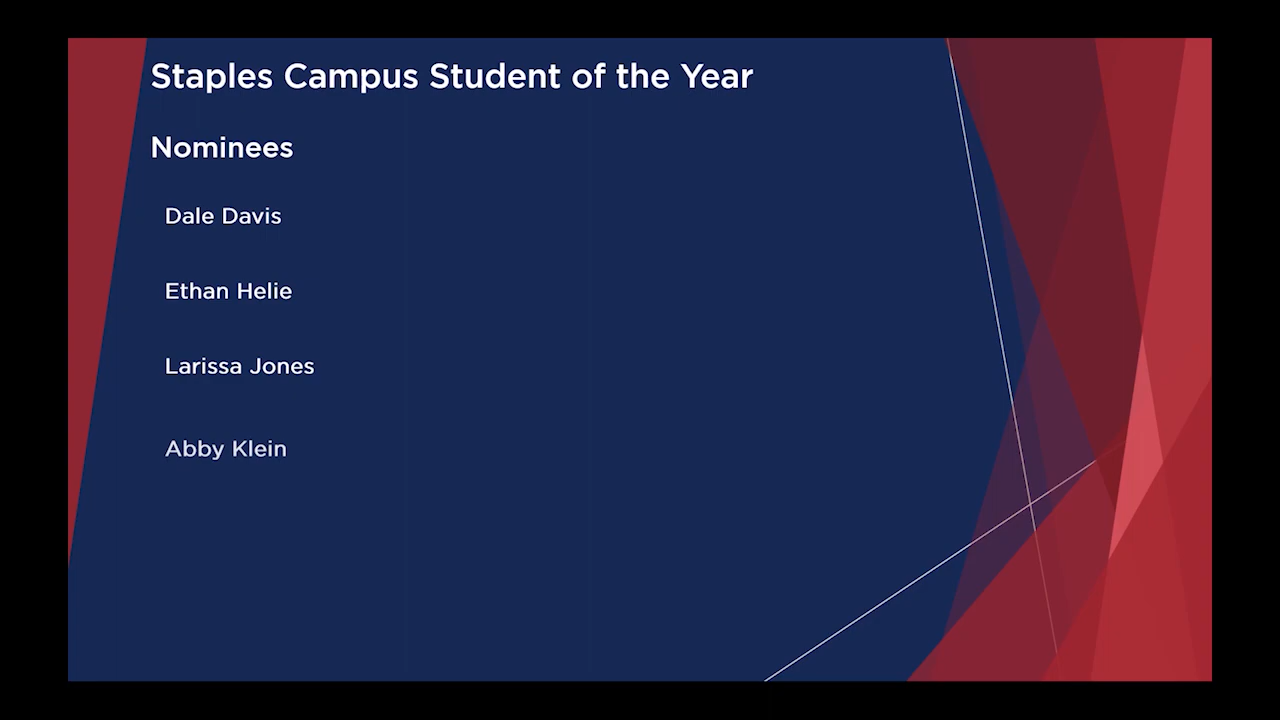 Staples Campus Student of the Year
Nominees
Dale Davis
Ethan Helie
Larissa Jones
Abby Klein